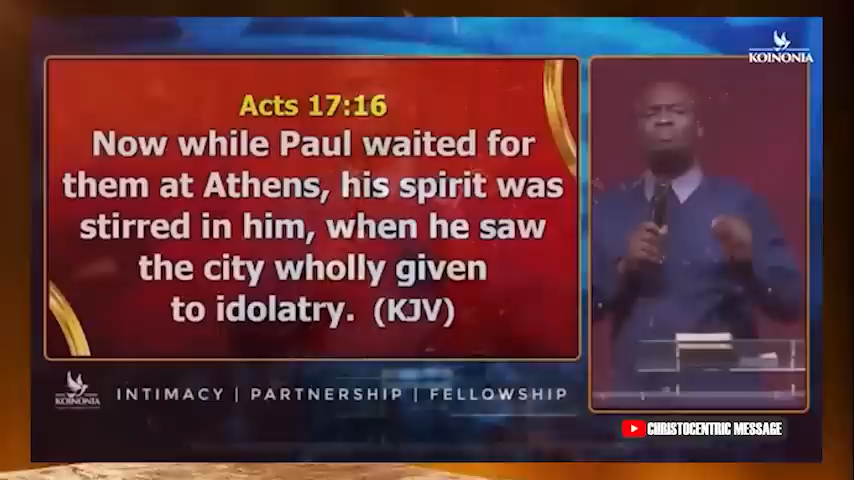 KOINONIA
Acts 17:16
Now while Paul waited for
them at Athens, his spirit was
stirred in him, when he saw
the city wholly given
to idolatry. (KJV)
KOINONIA
INTIMACY | PARTNERSHIP | FELLOWSHIP
CHRISTOCENTRIC MESSAGE